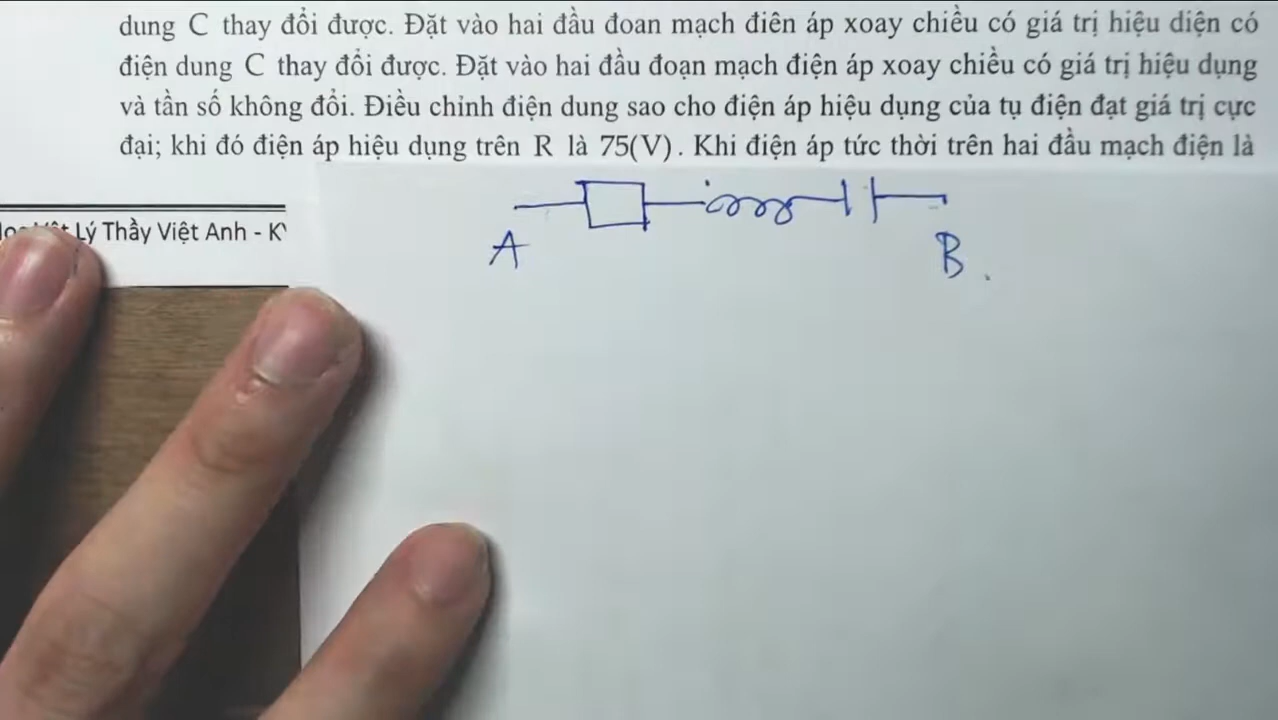 dung C thay đổi được. Đặt vào hai đầu đoan mạch điên áp xoay chiều có giá trị hiệu diện có
điện dung C thay đổi được. Đặt vào hai đầu đoạn mạch điện áp xoay chiều có giá trị hiệu dụng
và tần số không đổi. Điều chỉnh điện dung sao cho điện áp hiệu dụng của tụ điện đạt giá trị cực
đại; khi đó điện áp hiệu dụng trên R là 75(V). Khi điện áp tức thời trên hai đầu mạch điện là
Lý Thầy Việt Anh -
A
B